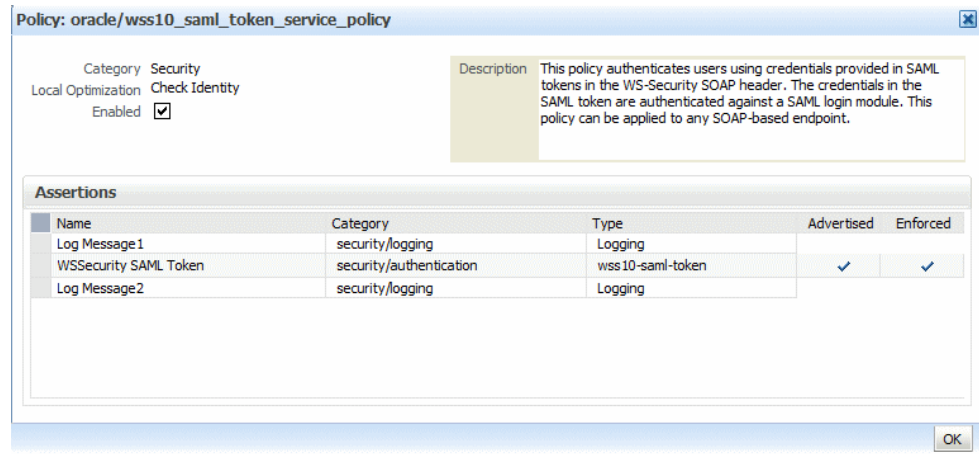 Policy: oracle/wss10_saml_token_service_policy
Category Security
Local Optimization Check Identity
Enabled
Description This policy authenticates users using credentials provided in SAML
tokens in the WS-Security SOAP header. The credentials in the
SAML token are authenticated against a SAML login module. This
policy can be applied to any SOAP-based endpoint.
Assertions
Name Category Type Advertised Enforced
Log Message1 security/logging Logging
WSSecurity SAML Token security/authentication wss10-saml-token
Log Message2 security/logging Logging
OK